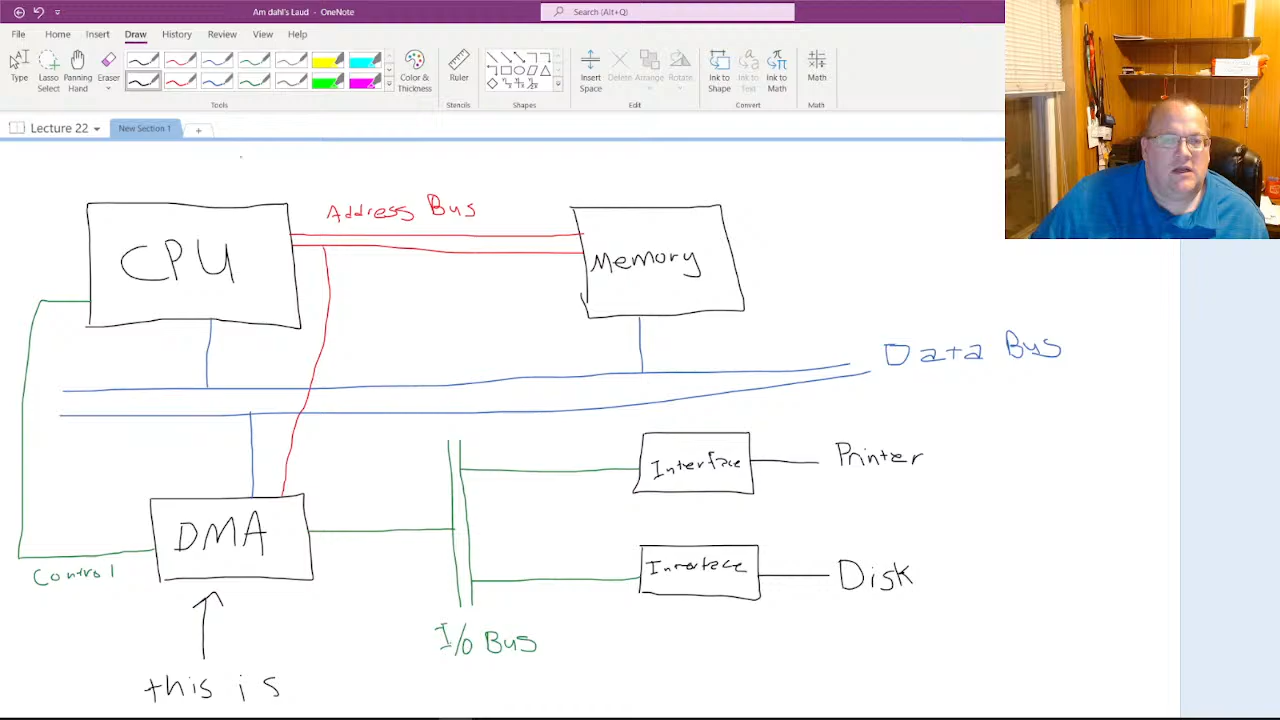 Am dahl's Laud - OneNote
Search (Alt+Q)
File Home Insert Draw History Review View Help
Type
Lasso Select
Panning Hand
Eraser
Thickness
Ruler
Shapes
Insert Space
Delete
Arrange
Rotate
Ink to Shape
Ink to Text
Ink to Math
Math
Tools
Stencils
Shapes
Edit
Convert
Math
Lecture 22
New Section 1
+
Address Bus
CPU
Memory
Data Bus
Interface
Printer
DMA
Control
Interface
Disk
I/O Bus
this is